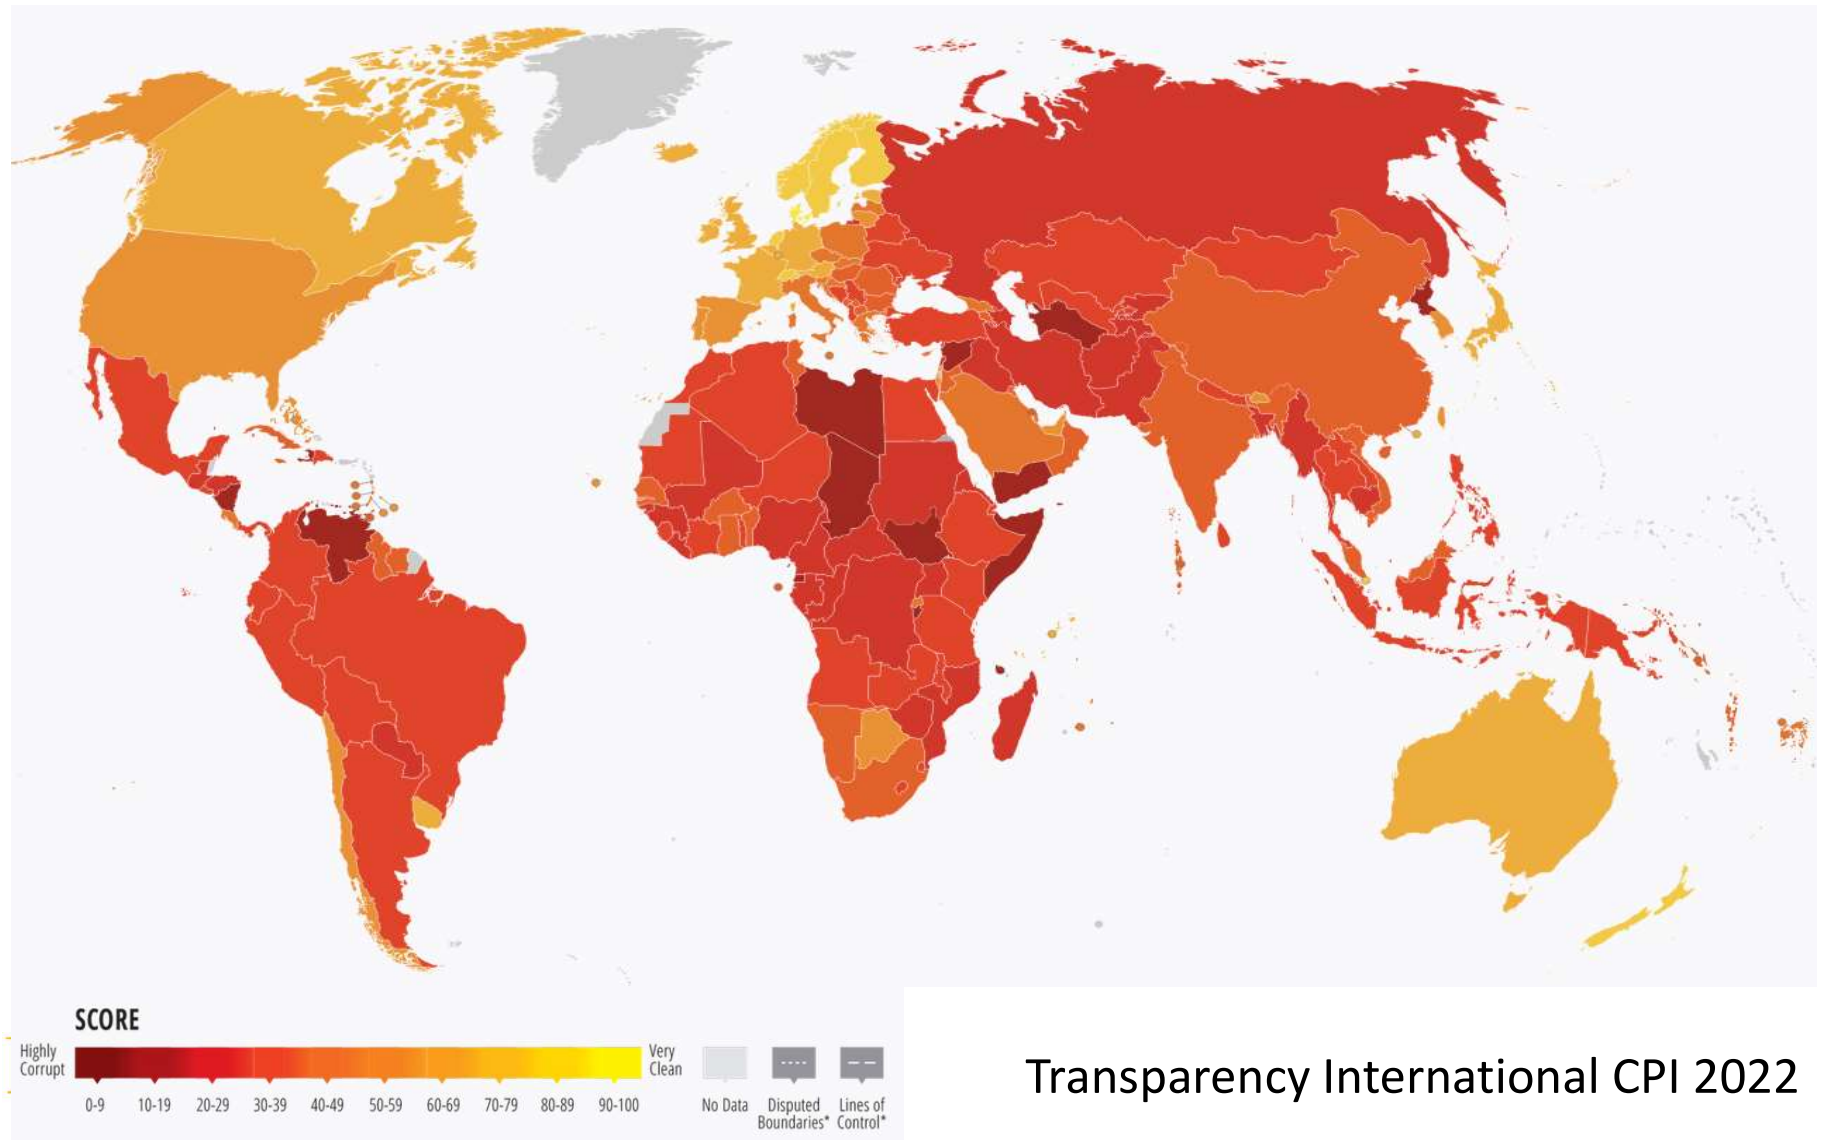 SCORE
Highly
Corrupt
Very
Clean
0-9 10-19 20-29 30-39 40-49 50-59 60-69 70-79 80-89 90-100
No Data
Disputed
Boundaries*
Lines of
Control*
Transparency International CPI 2022